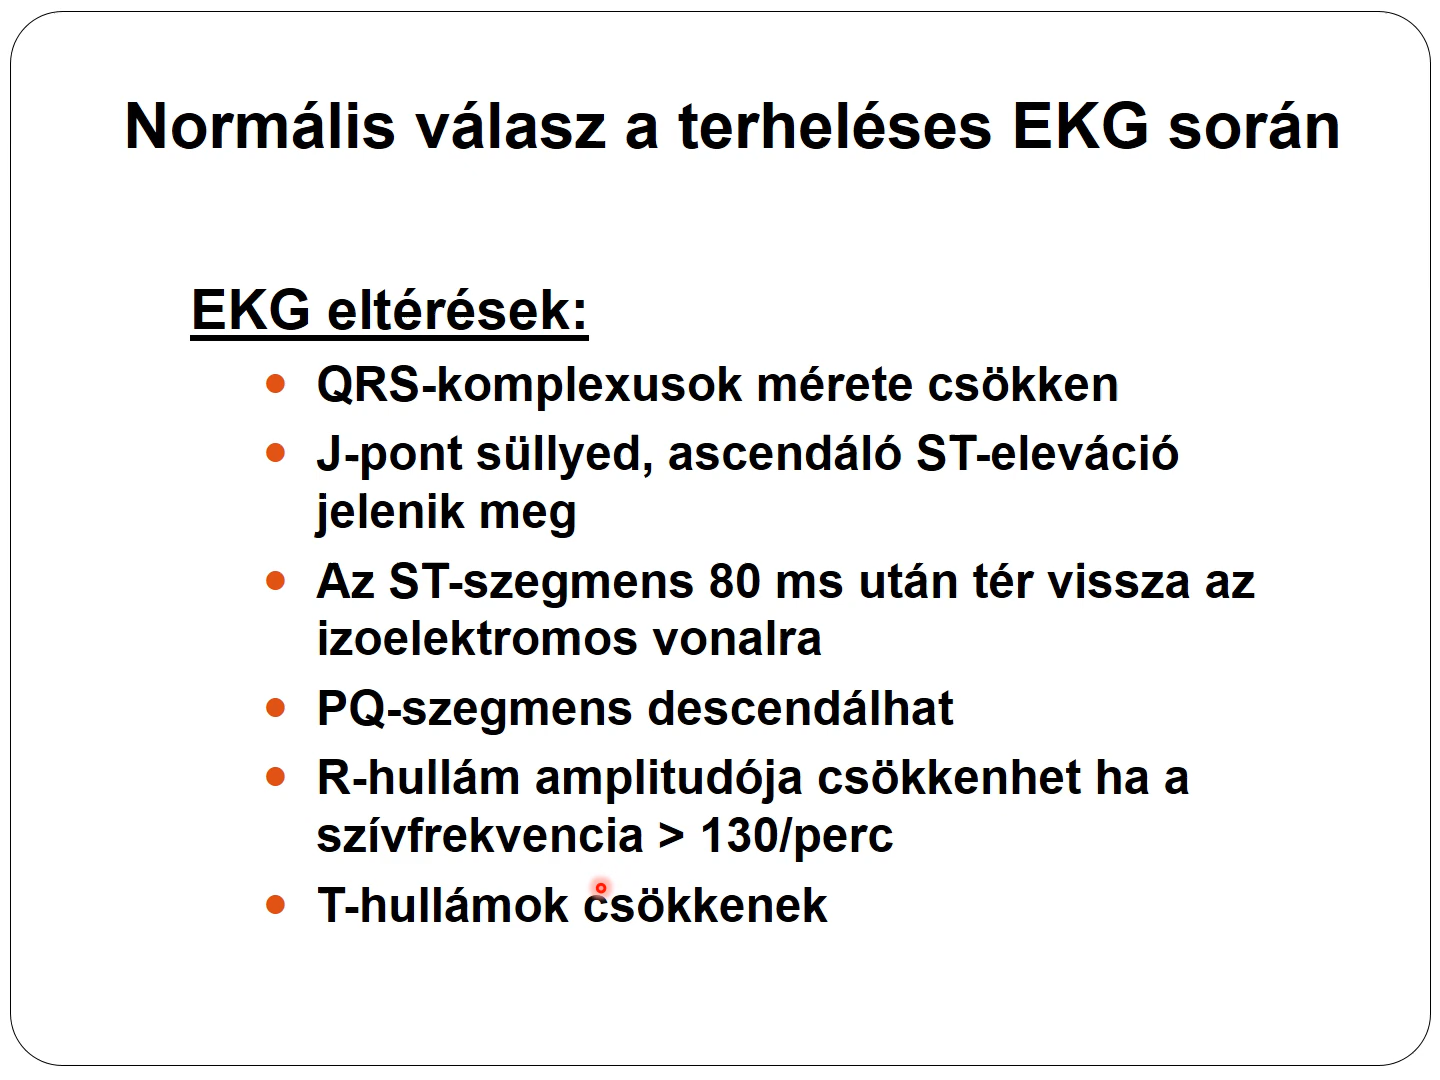 Normális válasz a terheléses EKG során
EKG eltérések:
QRS-komplexusok mérete csökken
J-pont süllyed, ascendáló ST-eleváció
jelenik meg
Az ST-szegmens 80 ms után tér vissza az
izoelektromos vonalra
PQ-szegmens descendálhat
R-hullám amplitudója csökkenhet ha a
szívfrekvencia > 130/perc
T-hullámok csökkenek